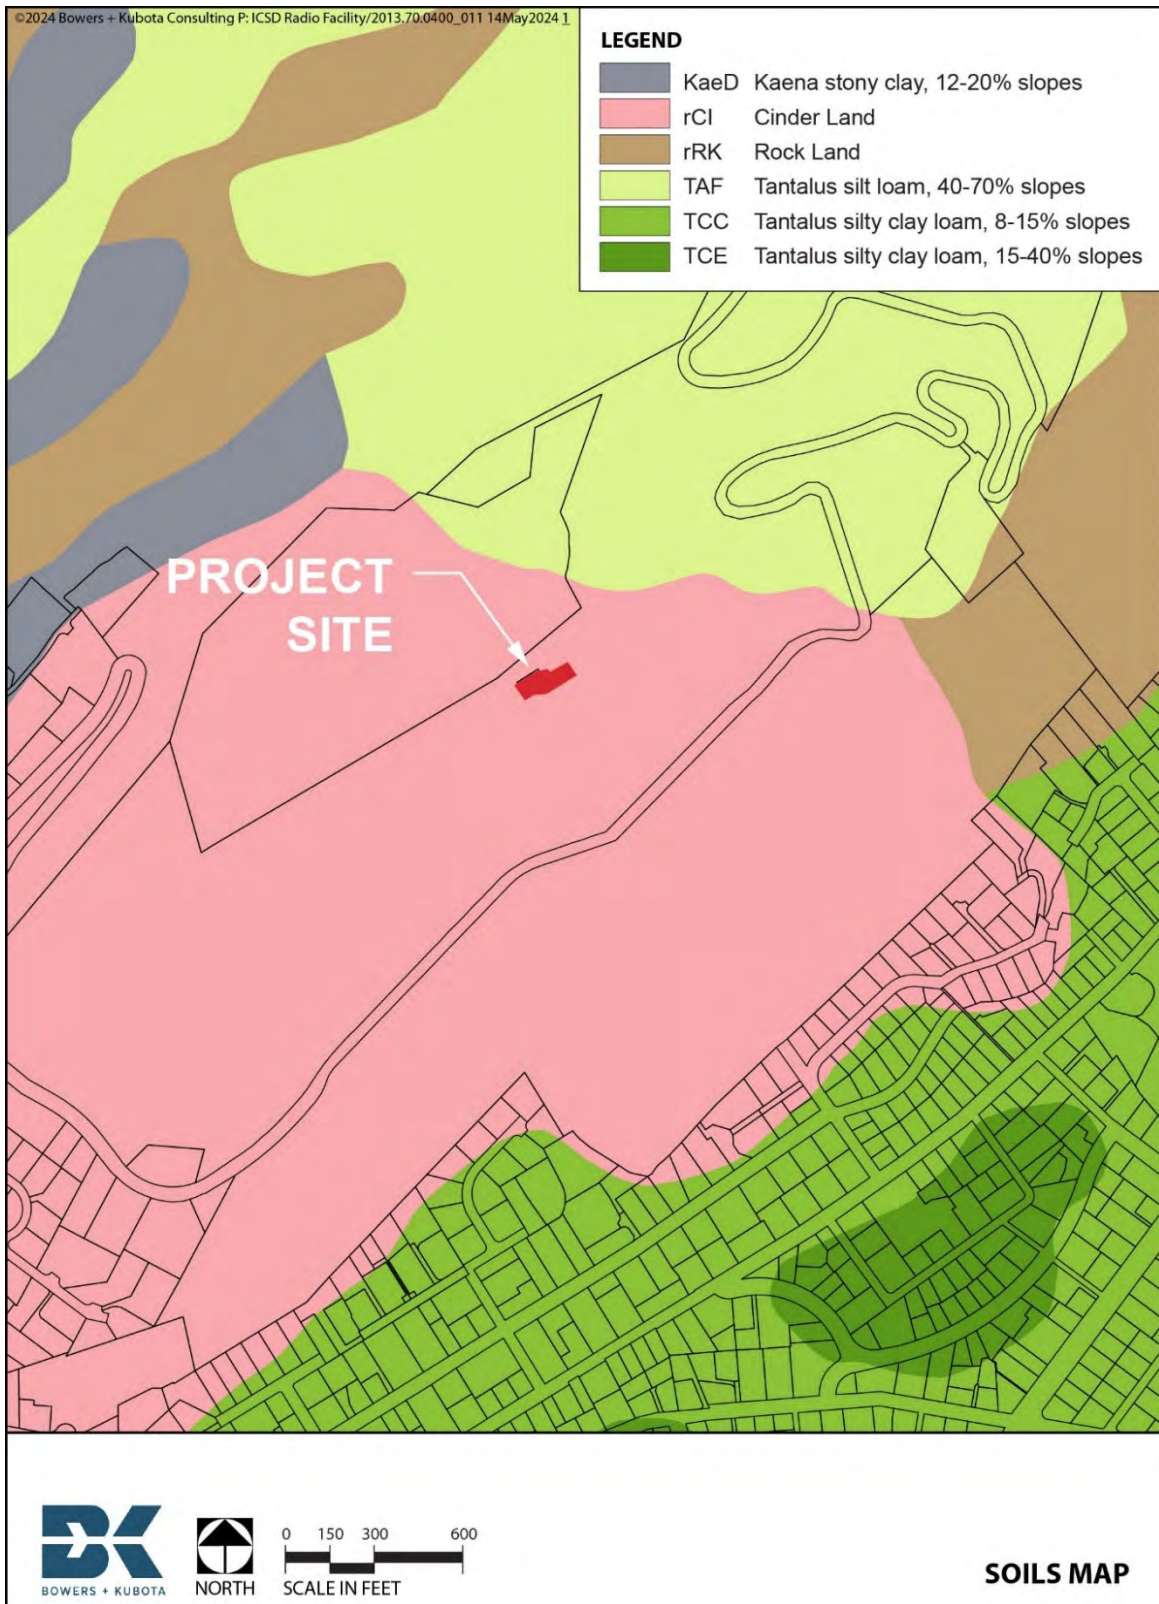 ©2024 Bowers + Kubota Consulting P: ICSD Radio Facility/2013.70.0400_011 14May2024 1
LEGEND
KaeD Kaena stony clay, 12-20% slopes
rCI Cinder Land
rRK Rock Land
TAF Tantalus silt loam, 40-70% slopes
TCC Tantalus silty clay loam, 8-15% slopes
TCE Tantalus silty clay loam, 15-40% slopes
PROJECT
SITE
BK
BOWERS + KUBOTA
NORTH
0 150 300 600
SCALE IN FEET
SOILS MAP